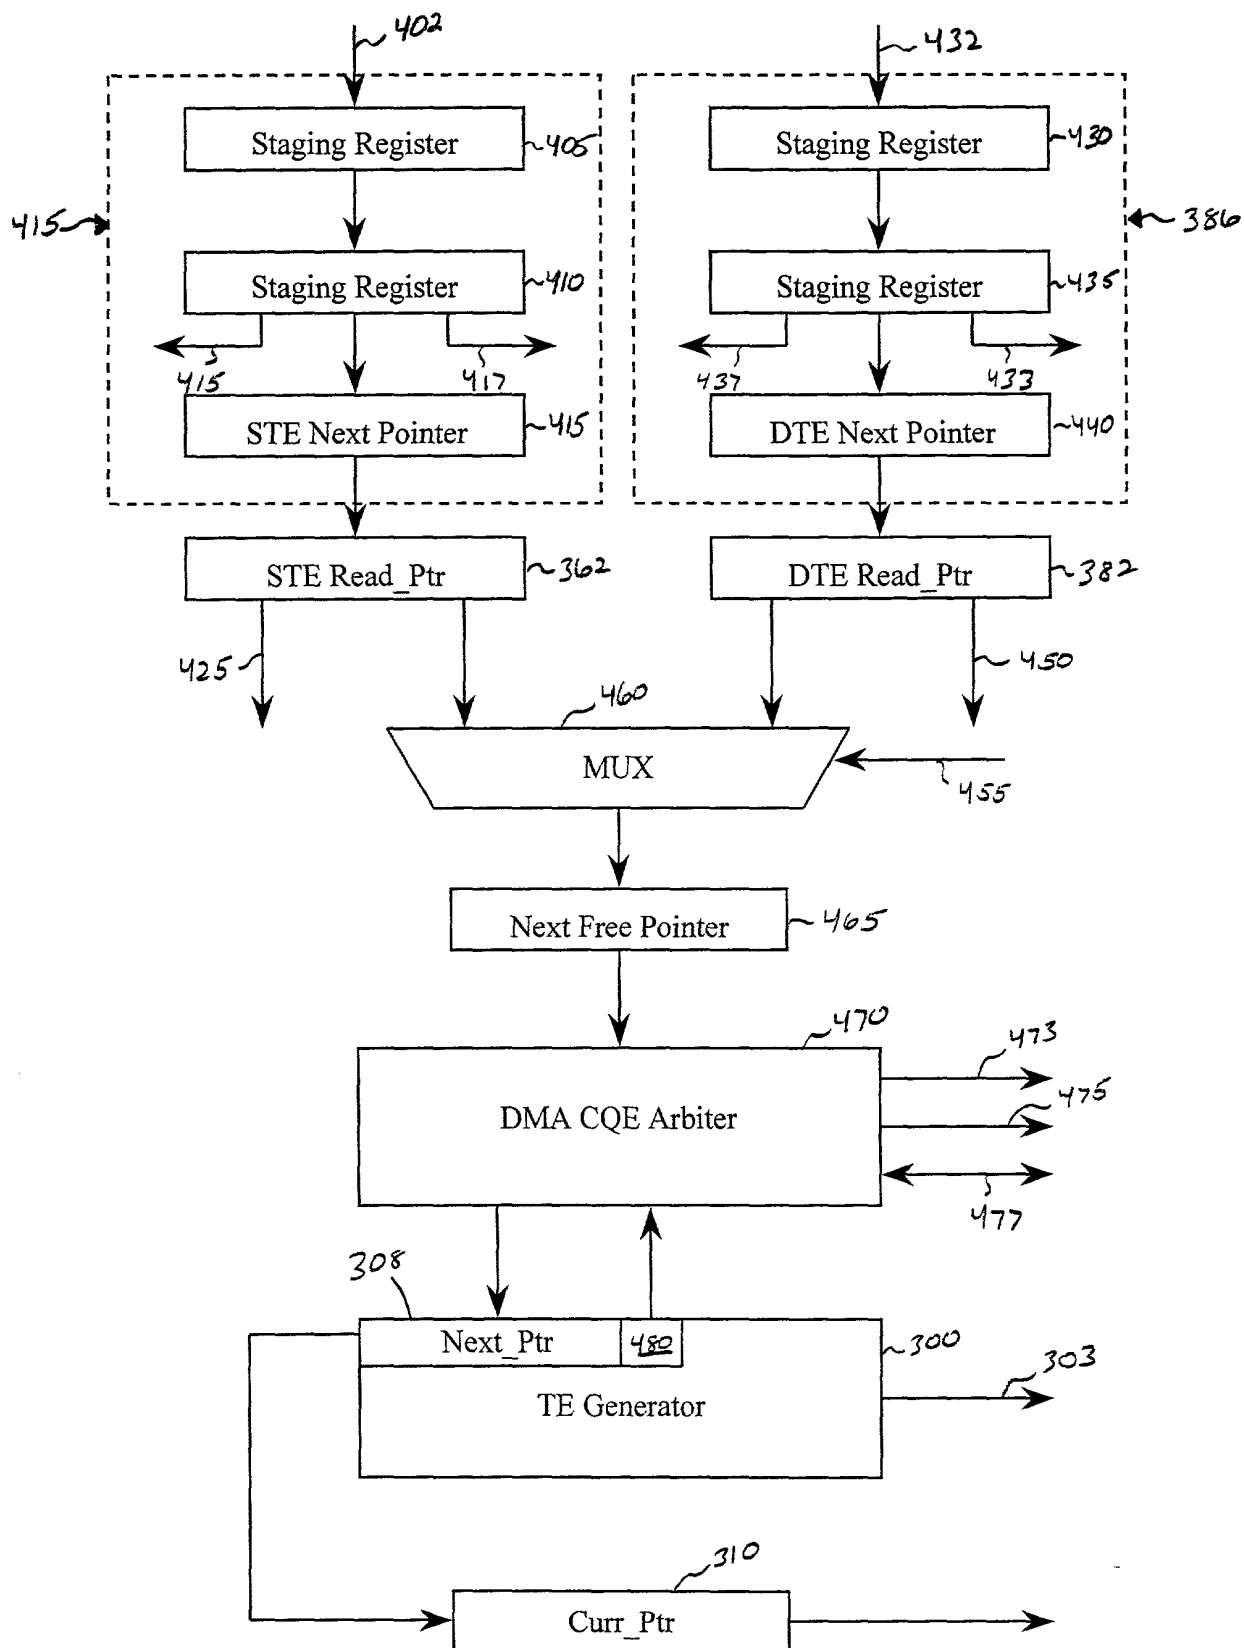 402
432
Staging Register
405
Staging Register
430
415
386
Staging Register
410
Staging Register
435
415
417
437
433
STE Next Pointer
415
DTE Next Pointer
440
STE Read_Ptr
362
DTE Read_Ptr
382
425
450
460
MUX
455
Next Free Pointer
465
470
473
DMA CQE Arbiter
475
477
308
Next_Ptr
480
300
303
TE Generator
310
Curr_Ptr